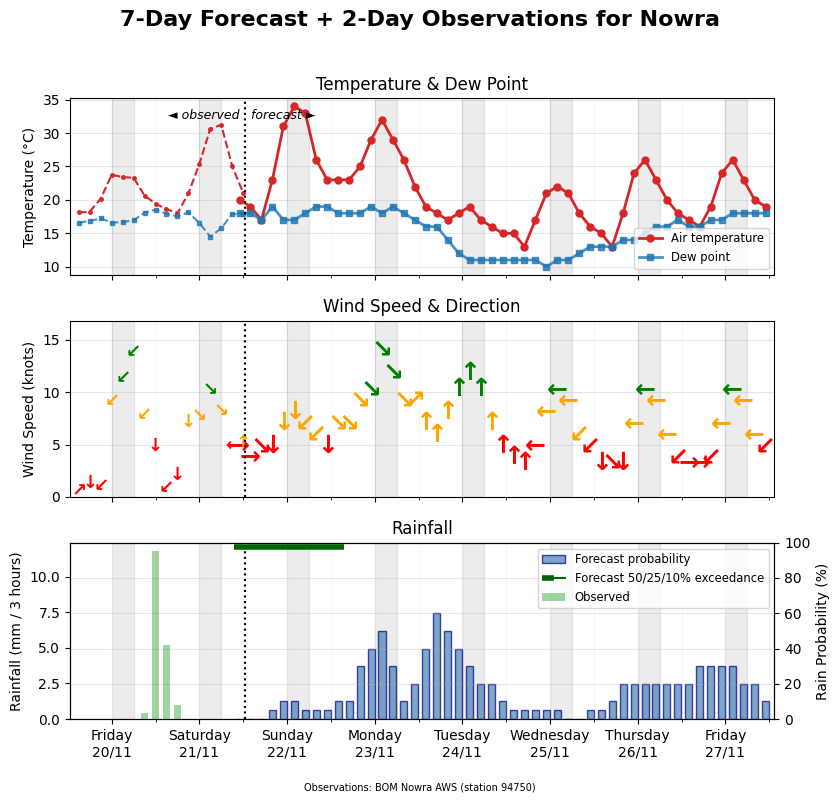 7-Day Forecast + 2-Day Observations for Nowra
Temperature & Dew Point
35
30
25
20
15
10
Temperature (°C)
◄ observed
forecast ►
Air temperature
Dew point
Wind Speed & Direction
15
10
5
0
Wind Speed (knots)
Rainfall
10.0
7.5
5.0
2.5
0.0
Rainfall (mm / 3 hours)
Forecast probability
Forecast 50/25/10% exceedance
Observed
100
80
60
40
20
0
Rain Probability (%)
Friday
20/11
Saturday
21/11
Sunday
22/11
Monday
23/11
Tuesday
24/11
Wednesday
25/11
Thursday
26/11
Friday
27/11
Observations: BOM Nowra AWS (station 94750)